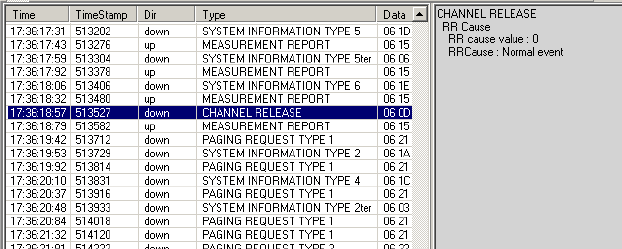 Time TimeStamp Dir Type Data
17:36:17:31 513202 down SYSTEM INFORMATION TYPE 5 06 1D
17:36:17:43 513276 up MEASUREMENT REPORT 06 15
17:36:17:59 513304 down SYSTEM INFORMATION TYPE 5ter 06 06
17:36:17:92 513378 up MEASUREMENT REPORT 06 15
17:36:18:06 513406 down SYSTEM INFORMATION TYPE 6 06 1E
17:36:18:32 513480 up MEASUREMENT REPORT 06 15
17:36:18:57 513527 down CHANNEL RELEASE 06 0D
17:36:18:79 513582 up MEASUREMENT REPORT 06 15
17:36:19:42 513712 down PAGING REQUEST TYPE 1 06 21
17:36:19:53 513729 down SYSTEM INFORMATION TYPE 2 06 1A
17:36:19:92 513814 down PAGING REQUEST TYPE 1 06 21
17:36:20:10 513831 down SYSTEM INFORMATION TYPE 4 06 1C
17:36:20:37 513916 down PAGING REQUEST TYPE 1 06 21
17:36:20:48 513933 down SYSTEM INFORMATION TYPE 2ter 06 03
17:36:20:84 514018 down PAGING REQUEST TYPE 1 06 21
17:36:21:32 514120 down PAGING REQUEST TYPE 1 06 21
CHANNEL RELEASE
RR Cause
RR cause value : 0
RRCause : Normal event